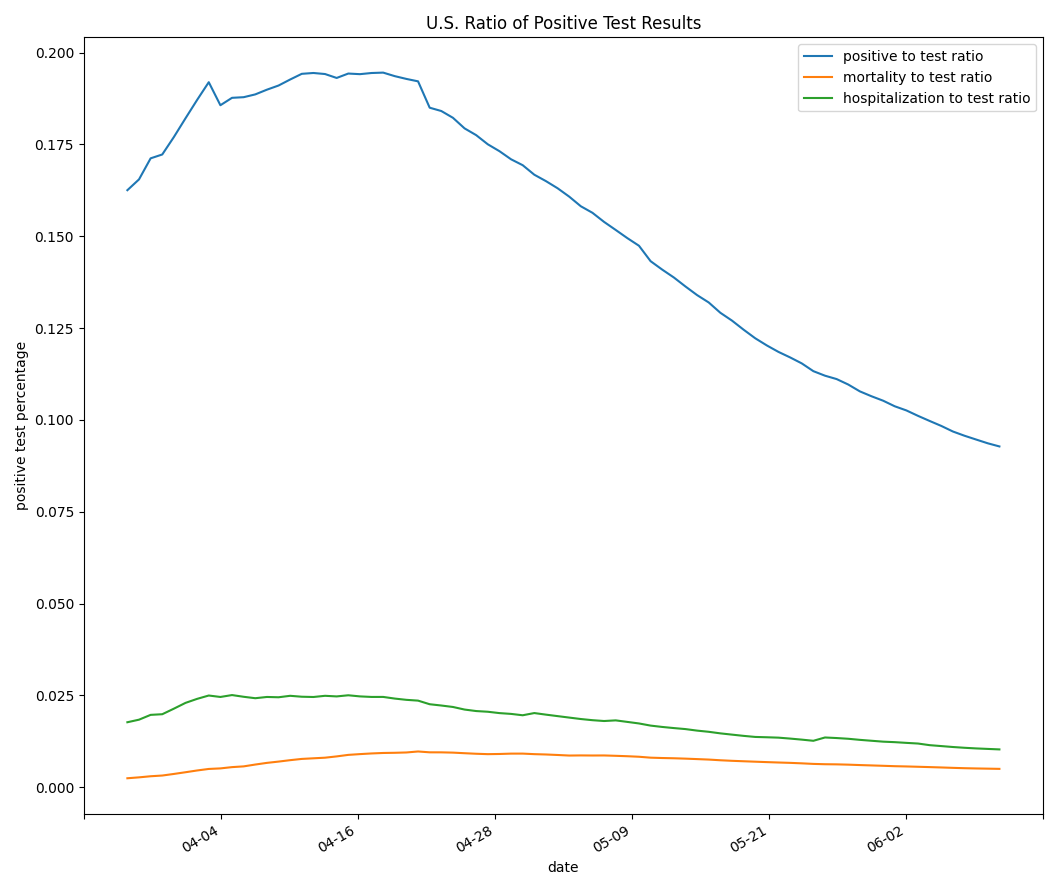 U.S. Ratio of Positive Test Results
positive to test ratio
mortality to test ratio
hospitalization to test ratio
positive test percentage
0.200
0.175
0.150
0.125
0.100
0.075
0.050
0.025
0.000
04-04
04-16
04-28
05-09
05-21
06-02
date